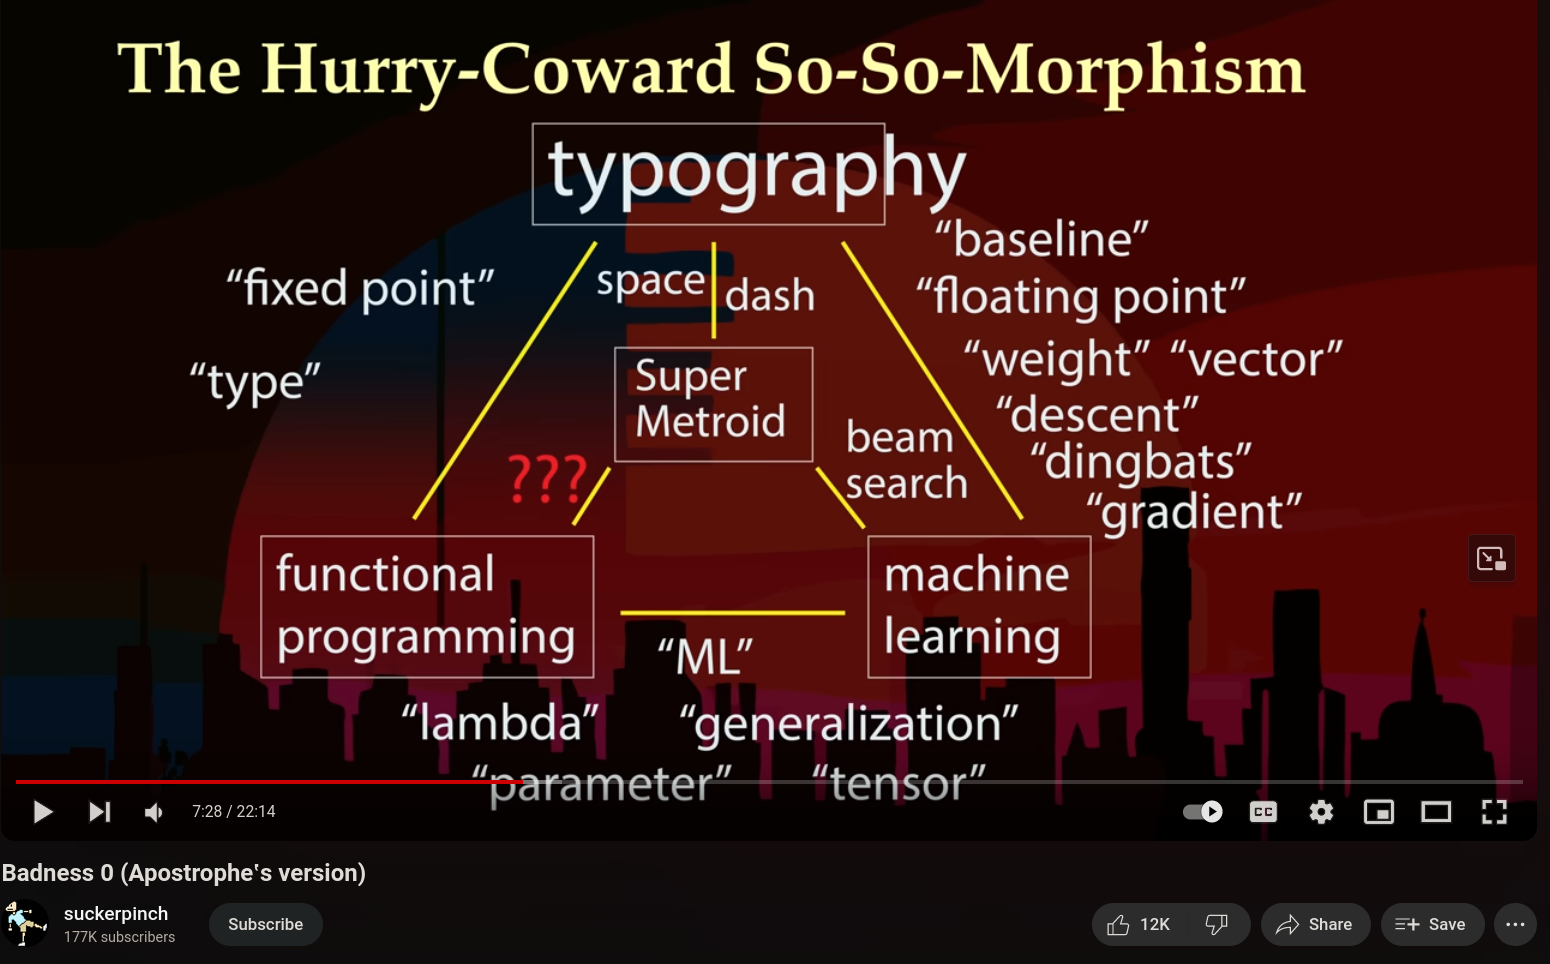 The Hurry-Coward So-So-Morphism
typography
“baseline”
“fixed point”
space
dash
“floating point”
“type”
Super
Metroid
“weight” “vector”
“descent”
beam
search
“dingbats”
“gradient”
???
functional
programming
machine
learning
“ML”
“lambda”
“generalization”
“parameter”
“tensor”
7:28 / 22:14
CC
Badness 0 (Apostrophe‛s version)
suckerpinch
177K subscribers
Subscribe
12K
Share
Save